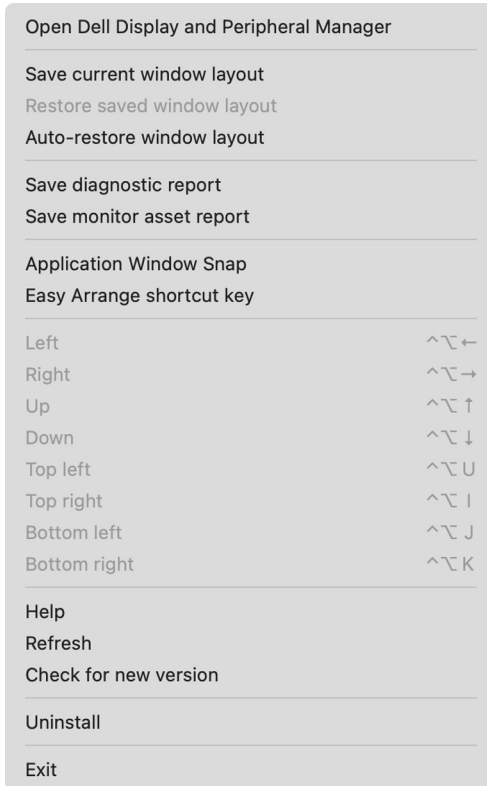 Open Dell Display and Peripheral Manager
Save current window layout
Restore saved window layout
Auto-restore window layout
Save diagnostic report
Save monitor asset report
Application Window Snap
Easy Arrange shortcut key
Left ^⌥←
Right ^⌥→
Up ^⌥↑
Down ^⌥↓
Top left ^⌥U
Top right ^⌥I
Bottom left ^⌥J
Bottom right ^⌥K
Help
Refresh
Check for new version
Uninstall
Exit